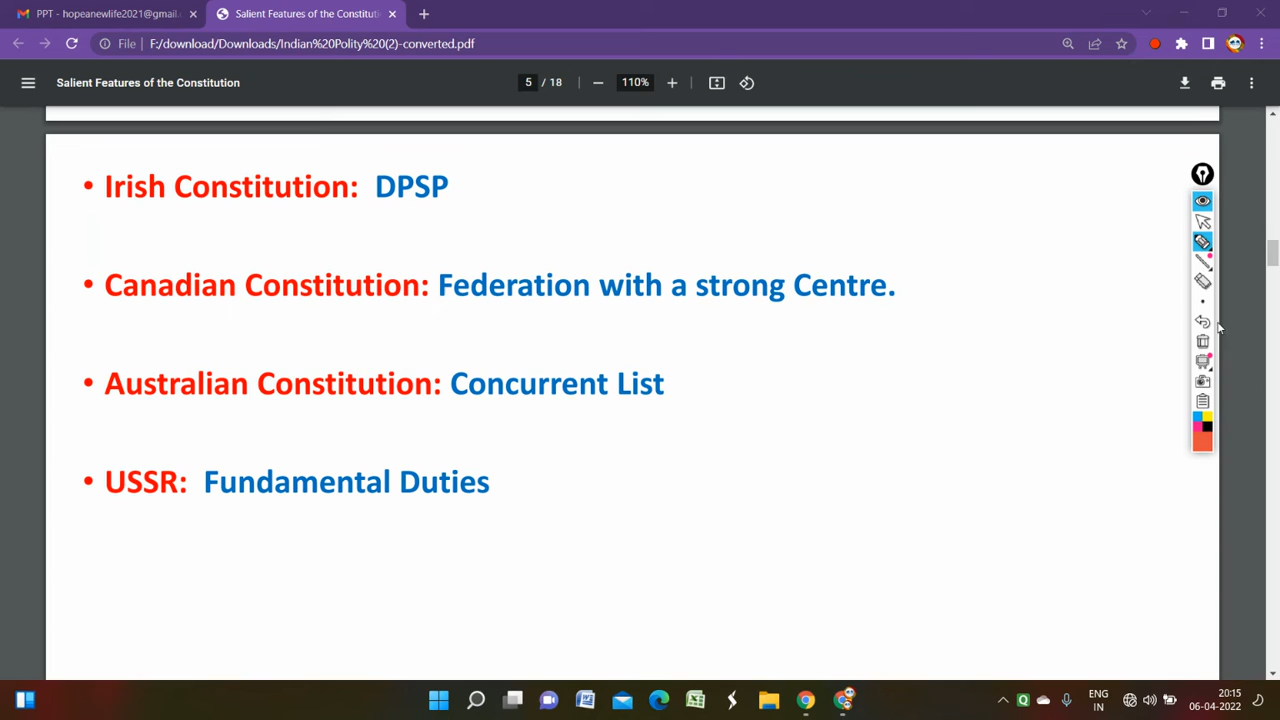 PPT - hopeanewlife2021@gmail.
Salient Features of the Constituti
File
F:/download/Downloads/Indian%20Polity%20(2)-converted.pdf
Salient Features of the Constitution
5 / 18
110%
• Irish Constitution: DPSP
• Canadian Constitution: Federation with a strong Centre.
• Australian Constitution: Concurrent List
• USSR: Fundamental Duties
ENG
IN
20:15
06-04-2022